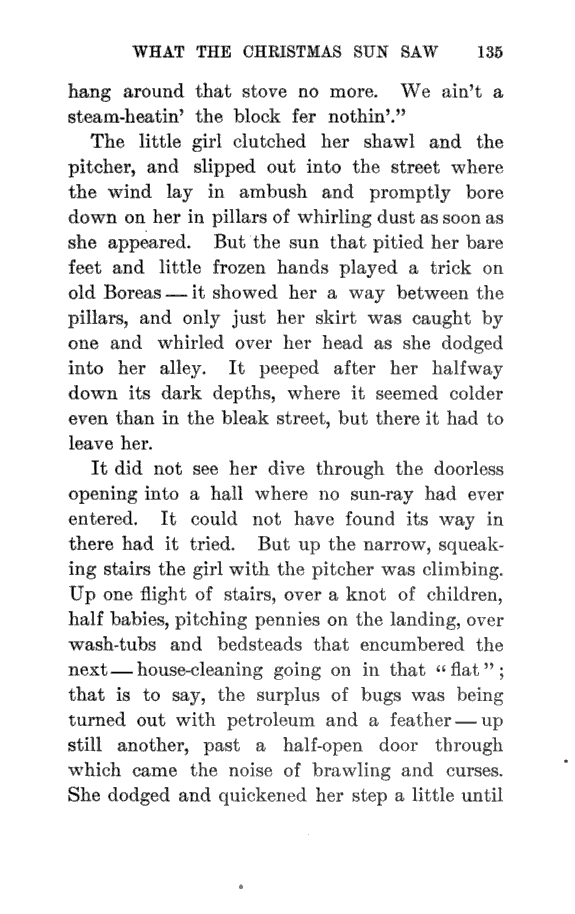 WHAT THE CHRISTMAS SUN SAW 135
hang around that stove no more. We ain't a
steam-heatin' the block fer nothin'."
The little girl clutched her shawl and the
pitcher, and slipped out into the street where
the wind lay in ambush and promptly bore
down on her in pillars of whirling dust as soon as
she appeared. But the sun that pitied her bare
feet and little frozen hands played a trick on
old Boreas — it showed her a way between the
pillars, and only just her skirt was caught by
one and whirled over her head as she dodged
into her alley. It peeped after her halfway
down its dark depths, where it seemed colder
even than in the bleak street, but there it had to
leave her.
It did not see her dive through the doorless
opening into a hall where no sun-ray had ever
entered. It could not have found its way in
there had it tried. But up the narrow, squeak-
ing stairs the girl with the pitcher was climbing.
Up one flight of stairs, over a knot of children,
half babies, pitching pennies on the landing, over
wash-tubs and bedsteads that encumbered the
next — house-cleaning going on in that "flat";
that is to say, the surplus of bugs was being
turned out with petroleum and a feather — up
still another, past a half-open door through
which came the noise of brawling and curses.
She dodged and quickened her step a little until